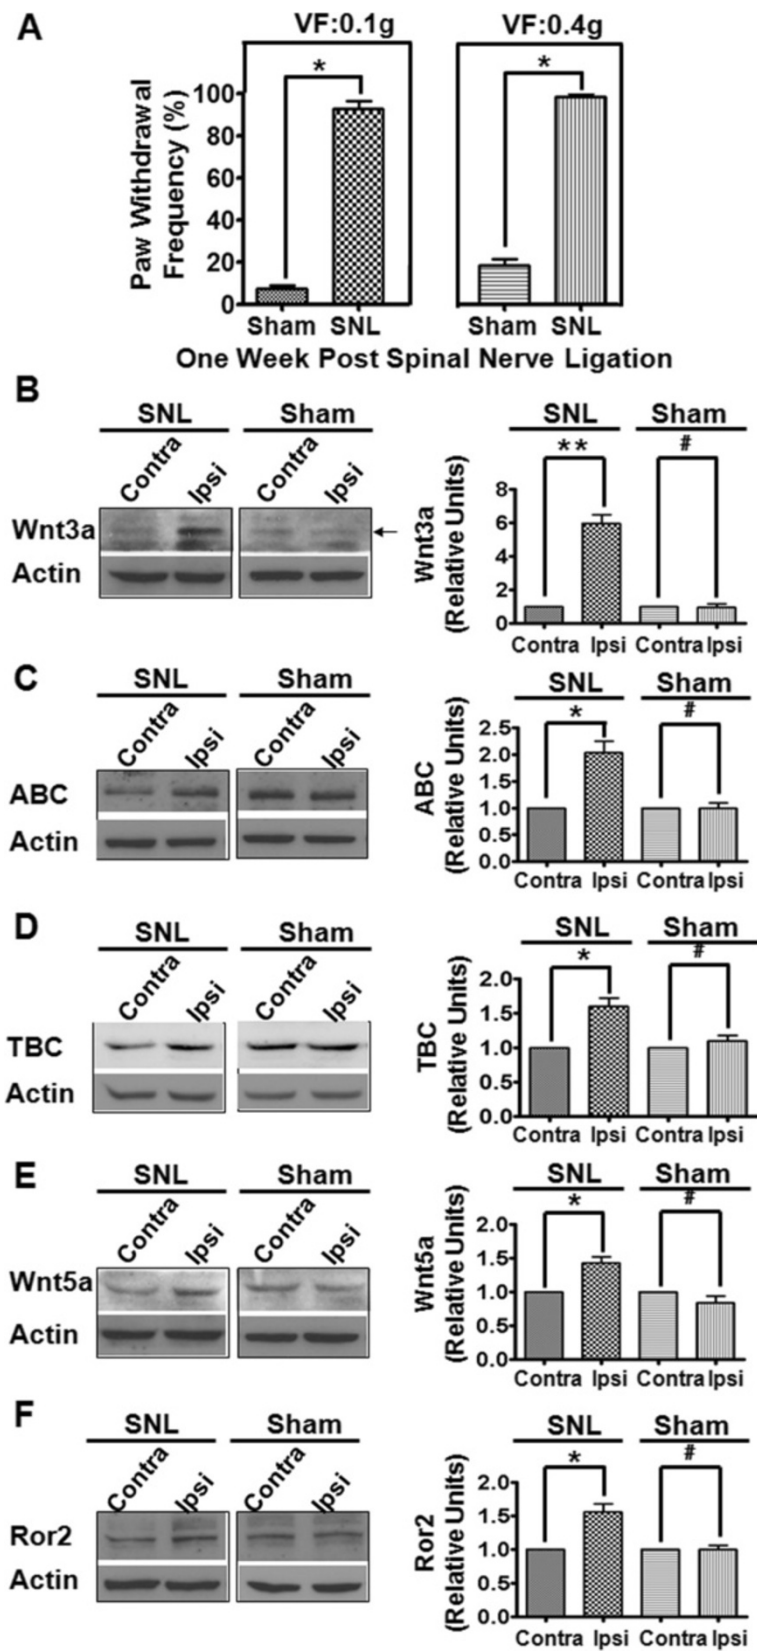 A
VF:0.1g VF:0.4g
* *
Paw Withdrawal
Frequency (%)
100
80
60
40
20
0
Sham SNL Sham SNL
One Week Post Spinal Nerve Ligation
B
SNL Sham SNL Sham
Contra Ipsi Contra Ipsi
** #
Wnt3a
Actin
Wnt3a
(Relative Units)
8
6
4
2
0
Contra Ipsi Contra Ipsi
C
SNL Sham SNL Sham
Contra Ipsi Contra Ipsi
* #
ABC
Actin
ABC
(Relative Units)
2.5
2.0
1.5
1.0
0.5
0.0
Contra Ipsi Contra Ipsi
D
SNL Sham SNL Sham
Contra Ipsi Contra Ipsi
* #
TBC
Actin
TBC
(Relative Units)
2.0
1.5
1.0
0.5
0.0
Contra Ipsi Contra Ipsi
E
SNL Sham SNL Sham
Contra Ipsi Contra Ipsi
* #
Wnt5a
Actin
Wnt5a
(Relative Units)
2.0
1.5
1.0
0.5
0.0
Contra Ipsi Contra Ipsi
F
SNL Sham SNL Sham
Contra Ipsi Contra Ipsi
* #
Ror2
Actin
Ror2
(Relative Units)
2.0
1.5
1.0
0.5
0.0
Contra Ipsi Contra Ipsi